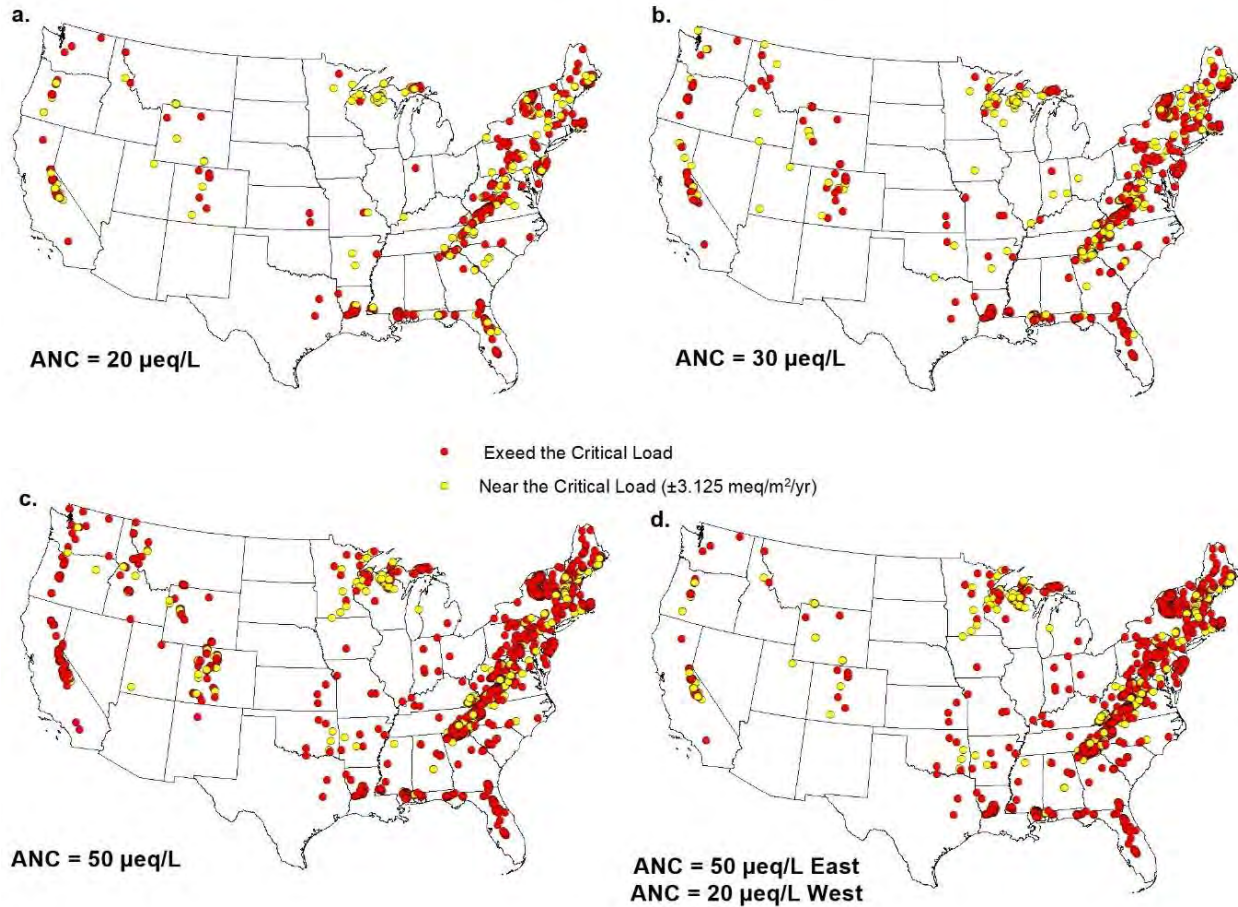 a.
b.
ANC = 20 µeq/L
ANC = 30 µeq/L
Exeed the Critical Load
Near the Critical Load (±3.125 meq/m²/yr)
c.
d.
ANC = 50 µeq/L
ANC = 50 µeq/L East
ANC = 20 µeq/L West